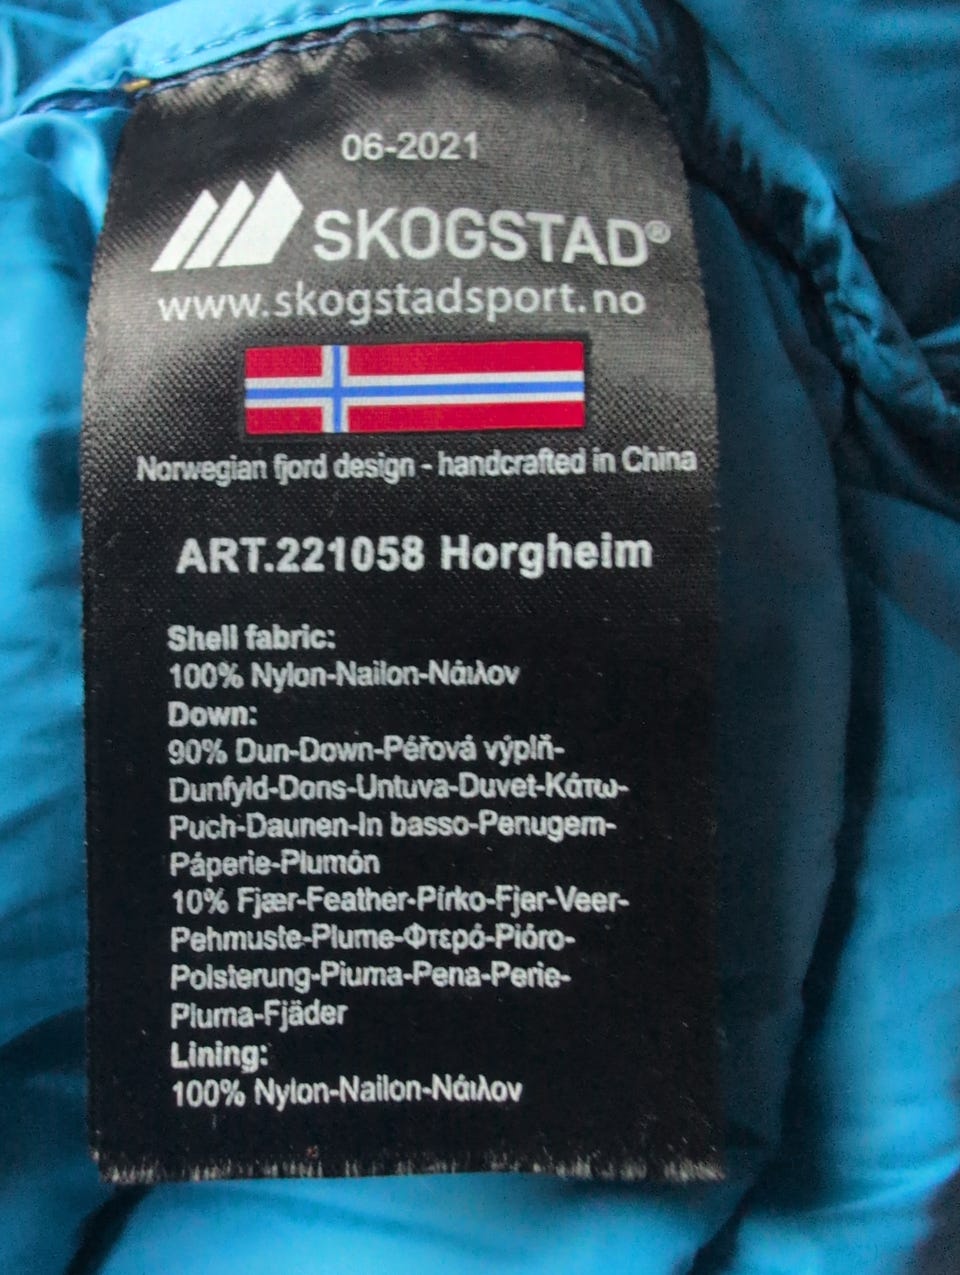 06-2021
SKOGSTAD®
www.skogstadsport.no
Norwegian fjord design - handcrafted in China
ART.221058 Horgheim
Shell fabric:
100% Nylon-Nailon-Νάιλον
Down:
90% Dun-Down-Péřová výplň-
Dunfyld-Dons-Untuva-Duvet-Κάτω-
Puch-Daunen-In basso-Penugem-
Páperie-Plumón
10% Fjær-Feather-Pírko-Fjer-Veer-
Pehmuste-Plume-Φτερό-Pióro-
Polsterung-Piuma-Pena-Perie-
Pluma-Fjäder
Lining:
100% Nylon-Nailon-Νάιλον